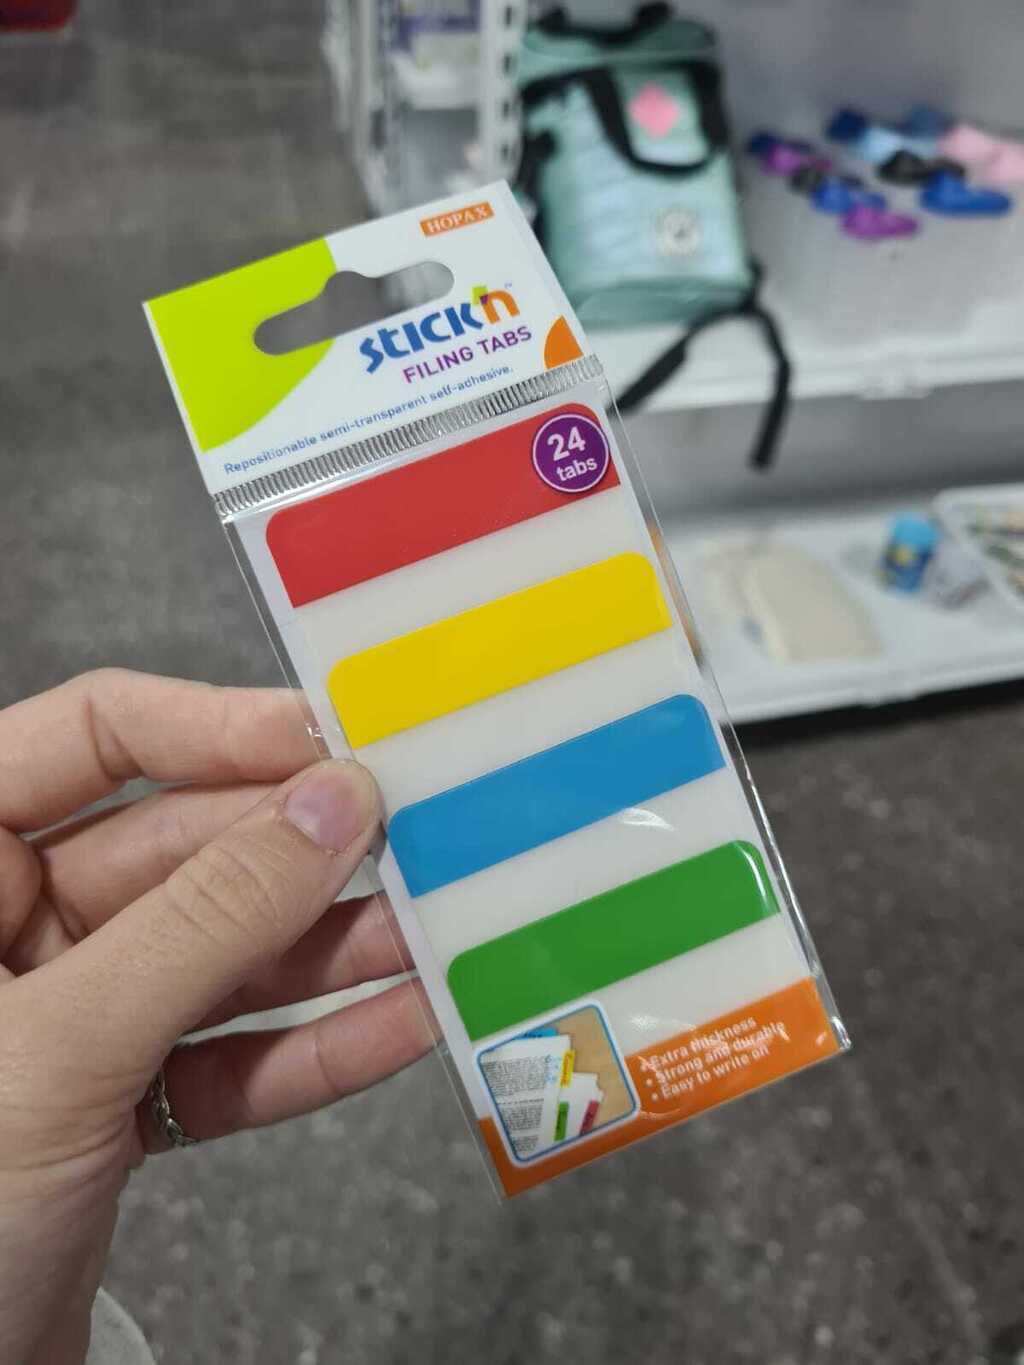 HOPAX
STICK'N™
FILING TABS
Repositionable semi-transparent self-adhesive.
24
tabs
• Extra thickness
• Strong and durable
• Easy to write on